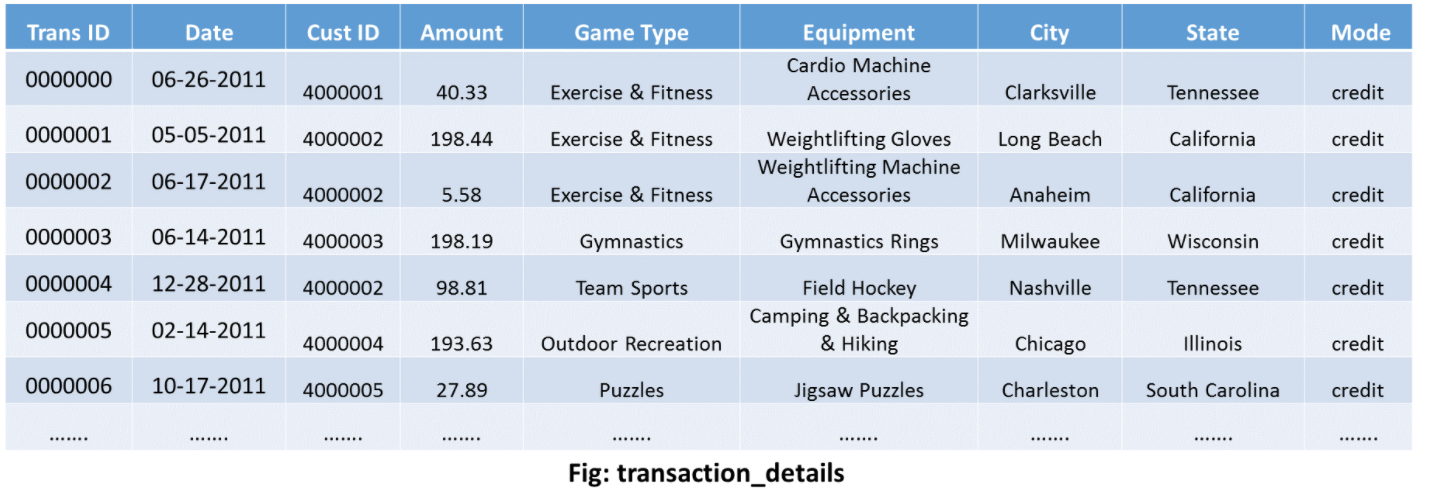 Trans ID Date Cust ID Amount Game Type Equipment City State Mode
0000000 06-26-2011 4000001 40.33 Exercise & Fitness Cardio Machine Accessories Clarksville Tennessee credit
0000001 05-05-2011 4000002 198.44 Exercise & Fitness Weightlifting Gloves Long Beach California credit
0000002 06-17-2011 4000002 5.58 Exercise & Fitness Weightlifting Machine Accessories Anaheim California credit
0000003 06-14-2011 4000003 198.19 Gymnastics Gymnastics Rings Milwaukee Wisconsin credit
0000004 12-28-2011 4000002 98.81 Team Sports Field Hockey Nashville Tennessee credit
0000005 02-14-2011 4000004 193.63 Outdoor Recreation Camping & Backpacking & Hiking Chicago Illinois credit
0000006 10-17-2011 4000005 27.89 Puzzles Jigsaw Puzzles Charleston South Carolina credit
....... ....... ....... ....... ....... ....... ....... ....... .......
Fig: transaction_details